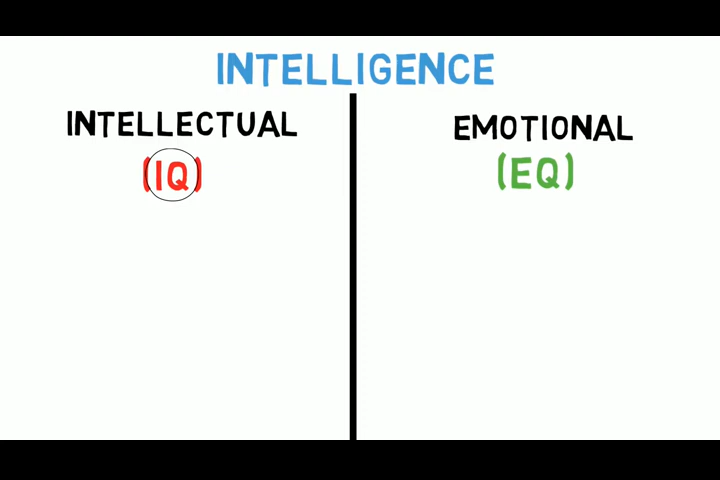 INTELLIGENCE
INTELLECTUAL
(IQ)
EMOTIONAL
(EQ)